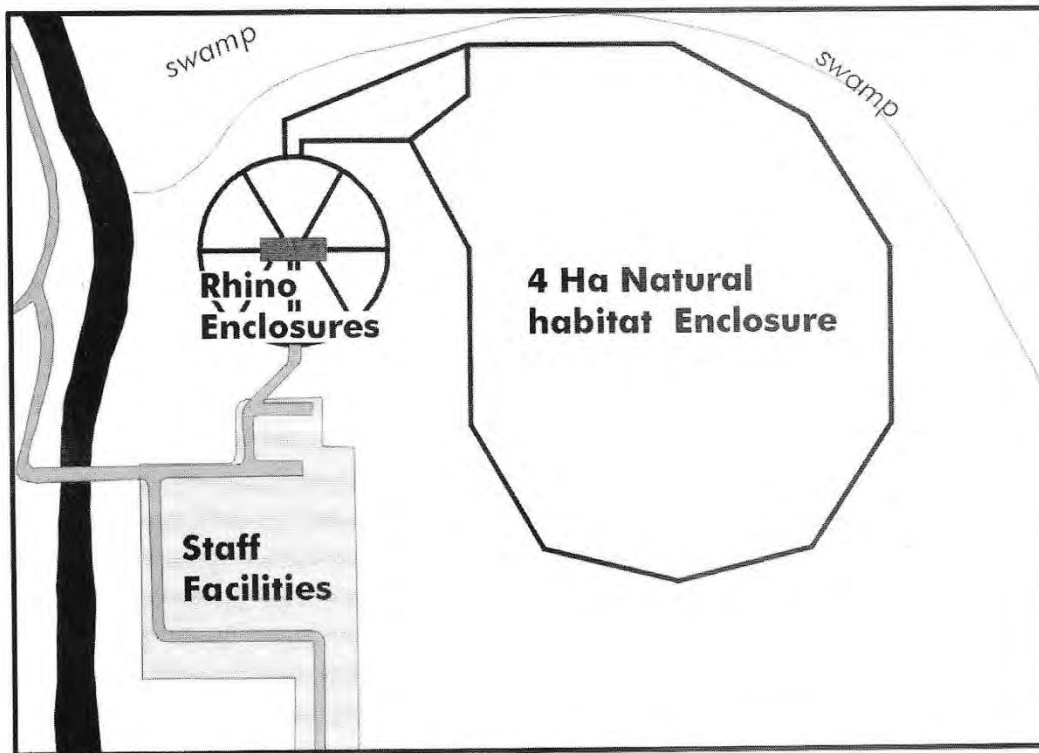 swamp
swamp
Rhino
Enclosures
4 Ha Natural
habitat Enclosure
Staff
Facilities